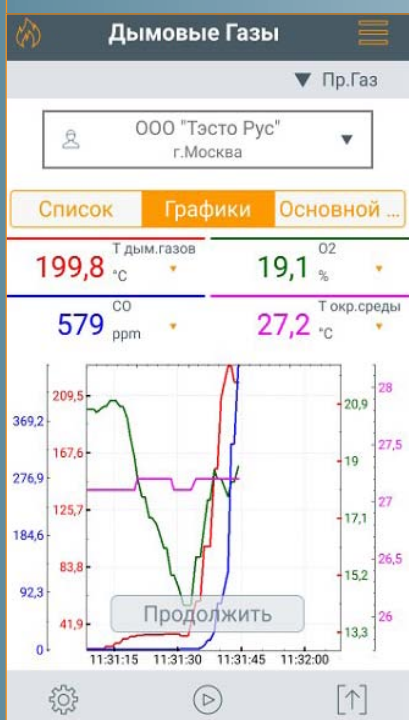 Дымовые Газы
▼ Пр.Газ
ООО "Тэсто Рус"
г.Москва
Список Графики Основной ...
Т дым.газов O2
199,8 °C 19,1 %
CO Т окр.среды
579 ppm 27,2 °C
28
209,5 20,9
369,2
27,5
167,6 19
276,9 27
125,7 17,1
184,6 26,5
83,8 15,2
92,3 26
41,9 Продолжить 13,3
0
11:31:15 11:31:30 11:31:45 11:32:00